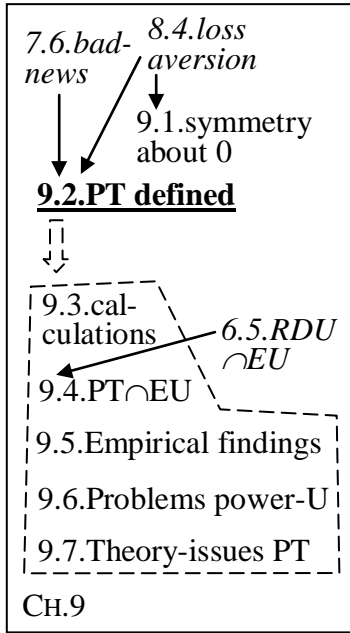 7.6.bad-
news
8.4.loss
aversion
9.1.symmetry
about 0
9.2.PT defined
9.3.cal-
culations
6.5.RDU
∩EU
9.4.PT∩EU
9.5.Empirical findings
9.6.Problems power-U
9.7.Theory-issues PT
CH.9